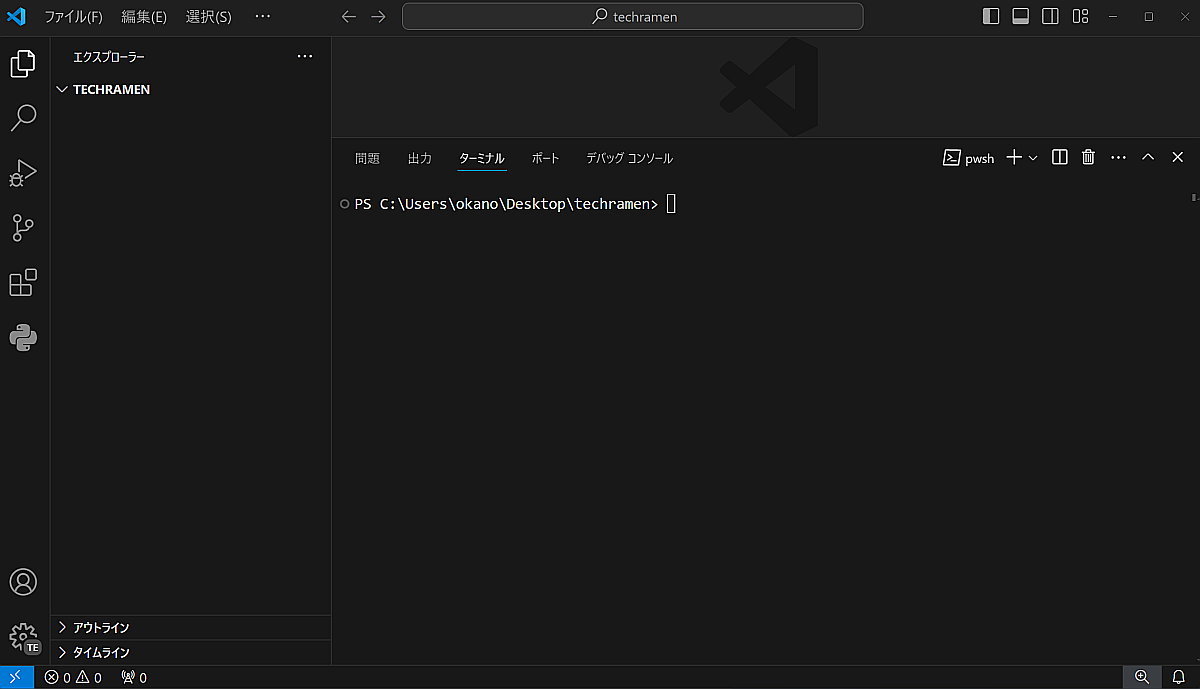 ファイル(F) 編集(E) 選択(S) ··· techramen
エクスプローラー ···
TECHRAMEN
問題 出力 ターミナル ポート デバッグ コンソール pwsh ···
PS C:\Users\okano\Desktop\techramen>
アウトライン
TE
タイムライン
0 0 0